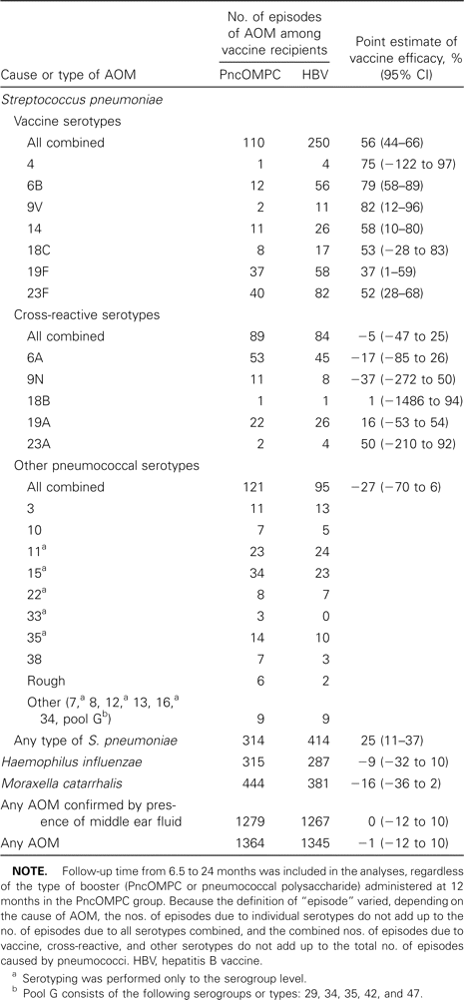 No. of episodes
of AOM among
vaccine recipients
Point estimate of
vaccine efficacy, %
(95% CI)
Cause or type of AOM PncOMPC HBV
Streptococcus pneumoniae
Vaccine serotypes
All combined 110 250 56 (44–66)
4 1 4 75 (−122 to 97)
6B 12 56 79 (58–89)
9V 2 11 82 (12–96)
14 11 26 58 (10–80)
18C 8 17 53 (−28 to 83)
19F 37 58 37 (1–59)
23F 40 82 52 (28–68)
Cross-reactive serotypes
All combined 89 84 −5 (−47 to 25)
6A 53 45 −17 (−85 to 26)
9N 11 8 −37 (−272 to 50)
18B 1 1 1 (−1486 to 94)
19A 22 26 16 (−53 to 54)
23A 2 4 50 (−210 to 92)
Other pneumococcal serotypes
All combined 121 95 −27 (−70 to 6)
3 11 13
10 7 5
11a 23 24
15a 34 23
22a 8 7
33a 3 0
35a 14 10
38 7 3
Rough 6 2
Other (7,a 8, 12,a 13, 16,a
34, pool Gb) 9 9
Any type of S. pneumoniae 314 414 25 (11–37)
Haemophilus influenzae 315 287 −9 (−32 to 10)
Moraxella catarrhalis 444 381 −16 (−36 to 2)
Any AOM confirmed by pres-
ence of middle ear fluid 1279 1267 0 (−12 to 10)
Any AOM 1364 1345 −1 (−12 to 10)
NOTE. Follow-up time from 6.5 to 24 months was included in the analyses, regardless
of the type of booster (PncOMPC or pneumococcal polysaccharide) administered at 12
months in the PncOMPC group. Because the definition of “episode” varied, depending on
the cause of AOM, the nos. of episodes due to individual serotypes do not add up to the
no. of episodes due to all serotypes combined, and the combined nos. of episodes due to
vaccine, cross-reactive, and other serotypes do not add up to the total no. of episodes
caused by pneumococci. HBV, hepatitis B vaccine.
a Serotyping was performed only to the serogroup level.
b Pool G consists of the following serogroups or types: 29, 34, 35, 42, and 47.